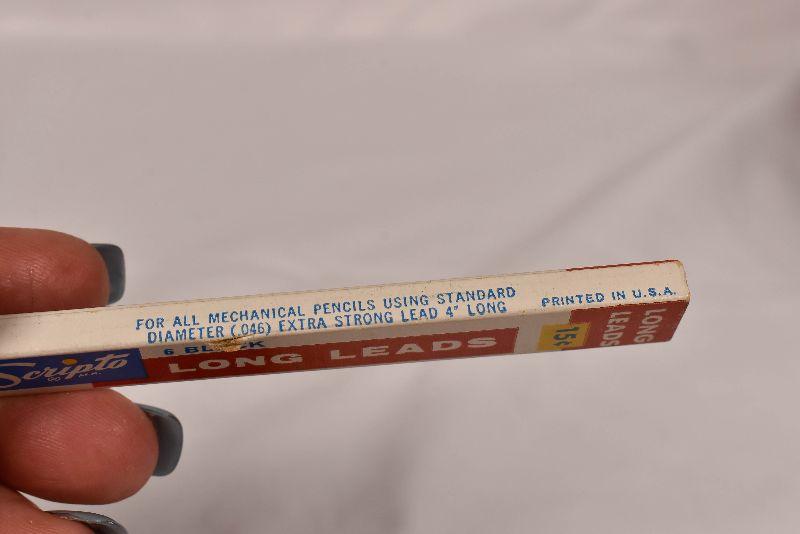 FOR ALL MECHANICAL PENCILS USING STANDARD
DIAMETER (.046) EXTRA STRONG LEAD 4" LONG
PRINTED IN U.S.A.
Scripto
6 BLACK
LONG LEADS
15¢
LONG
LEADS